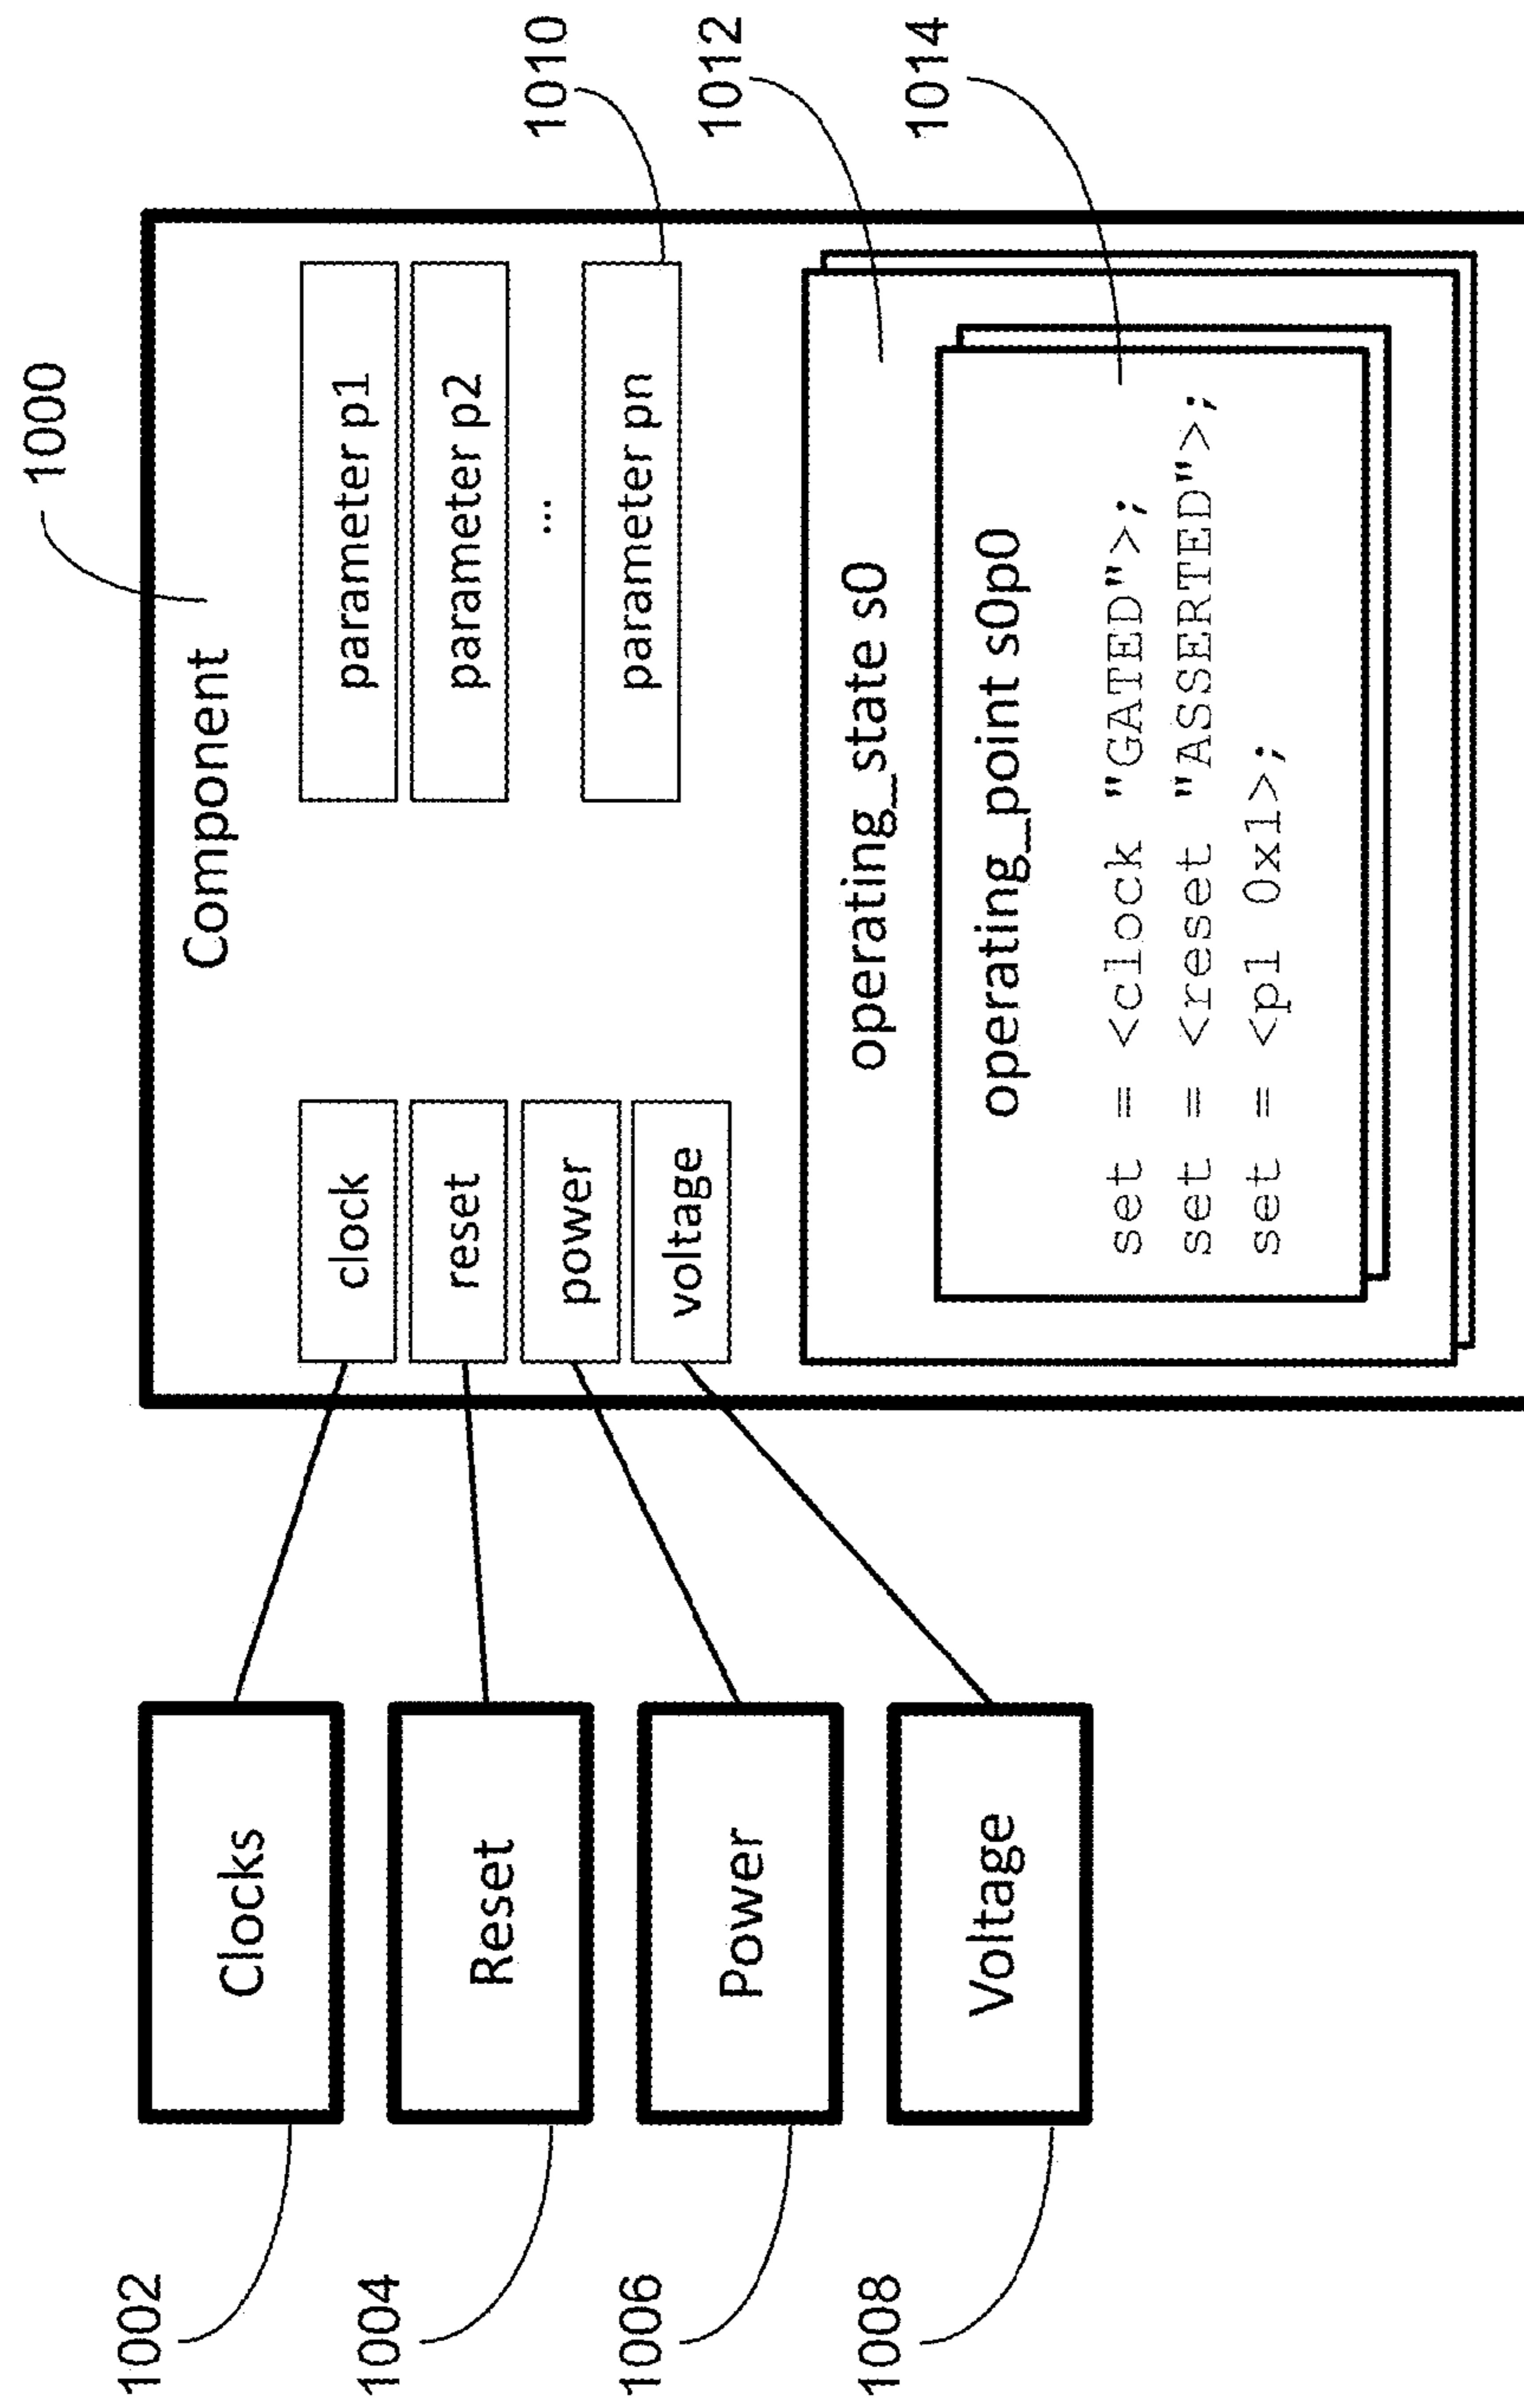 1000
Component
1002
Clocks
clock
parameter p1
1004
Reset
reset
parameter p2
1006
Power
power
...
1010
parameter pn
1008
Voltage
voltage
1012
operating_state s0
1014
operating_point s0p0
set = <clock "GATED">;
set = <reset "ASSERTED">;
set = <p1 0x1>;